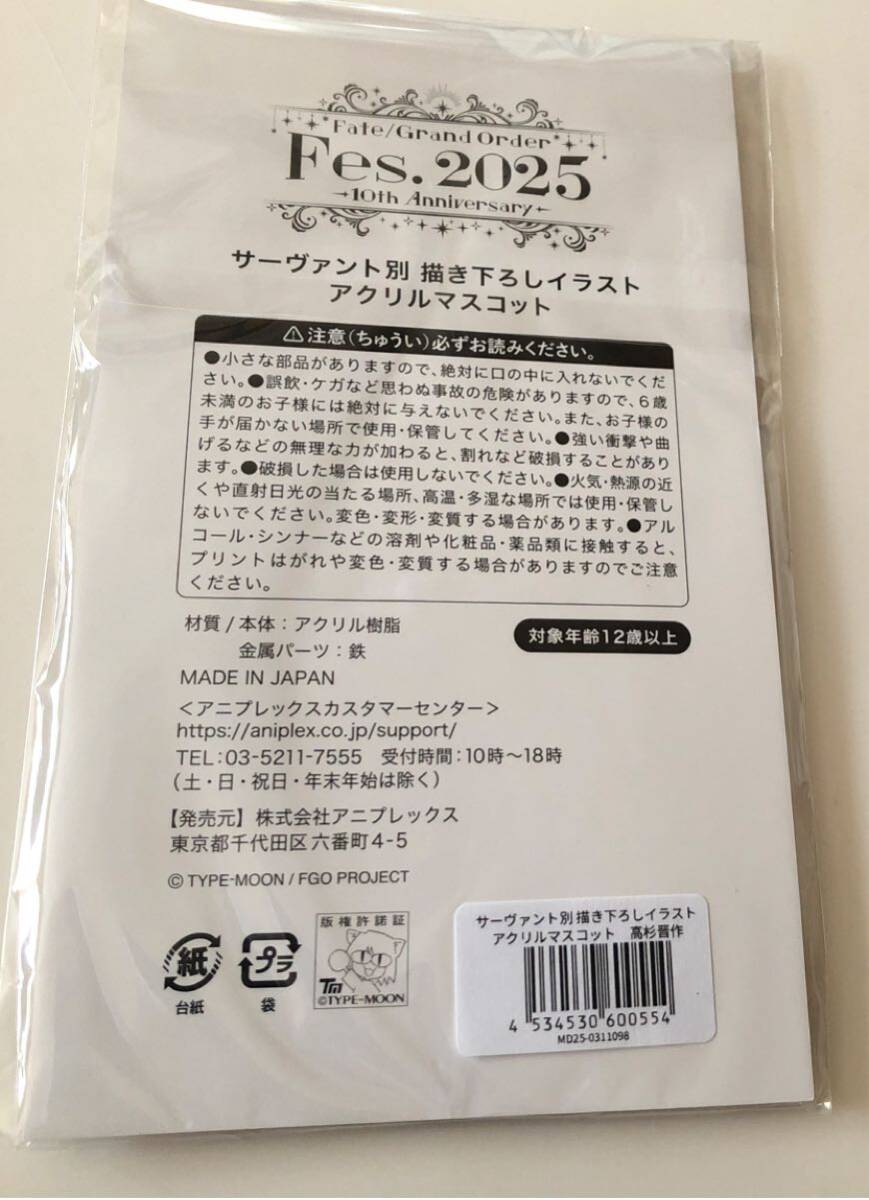 Fate/Grand Order
Fes. 2025
10th Anniversary
サーヴァント別 描き下ろしイラスト
アクリルマスコット
⚠注意(ちゅうい)必ずお読みください。
●小さな部品がありますので、絶対に口の中に入れないでくだ
さい。●誤飲・ケガなど思わぬ事故の危険がありますので、6歳
未満のお子様には絶対に与えないでください。また、お子様の
手が届かない場所で使用・保管してください。●強い衝撃や曲
げるなどの無理な力が加わると、割れなど破損することがあり
ます。●破損した場合は使用しないでください。●火気・熱源の近
くや直射日光の当たる場所、高温・多湿な場所では使用・保管し
ないでください。変色・変形・変質する場合があります。●アル
コール・シンナーなどの溶剤や化粧品・薬品類に接触すると、
プリントはがれや変色・変質する場合がありますのでご注意
ください。
材質/本体:アクリル樹脂
金属パーツ:鉄
対象年齢12歳以上
MADE IN JAPAN
<アニプレックスカスタマーセンター>
https://aniplex.co.jp/support/
TEL:03-5211-7555 受付時間:10時〜18時
(土・日・祝日・年末年始は除く)
【発売元】株式会社アニプレックス
東京都千代田区六番町4-5
© TYPE-MOON / FGO PROJECT
紙
台紙
プラ
袋
版権許諾証
TM
©TYPE-MOON
サーヴァント別 描き下ろしイラスト
アクリルマスコット 高杉晋作
4 534530 600554
MD25-0311098